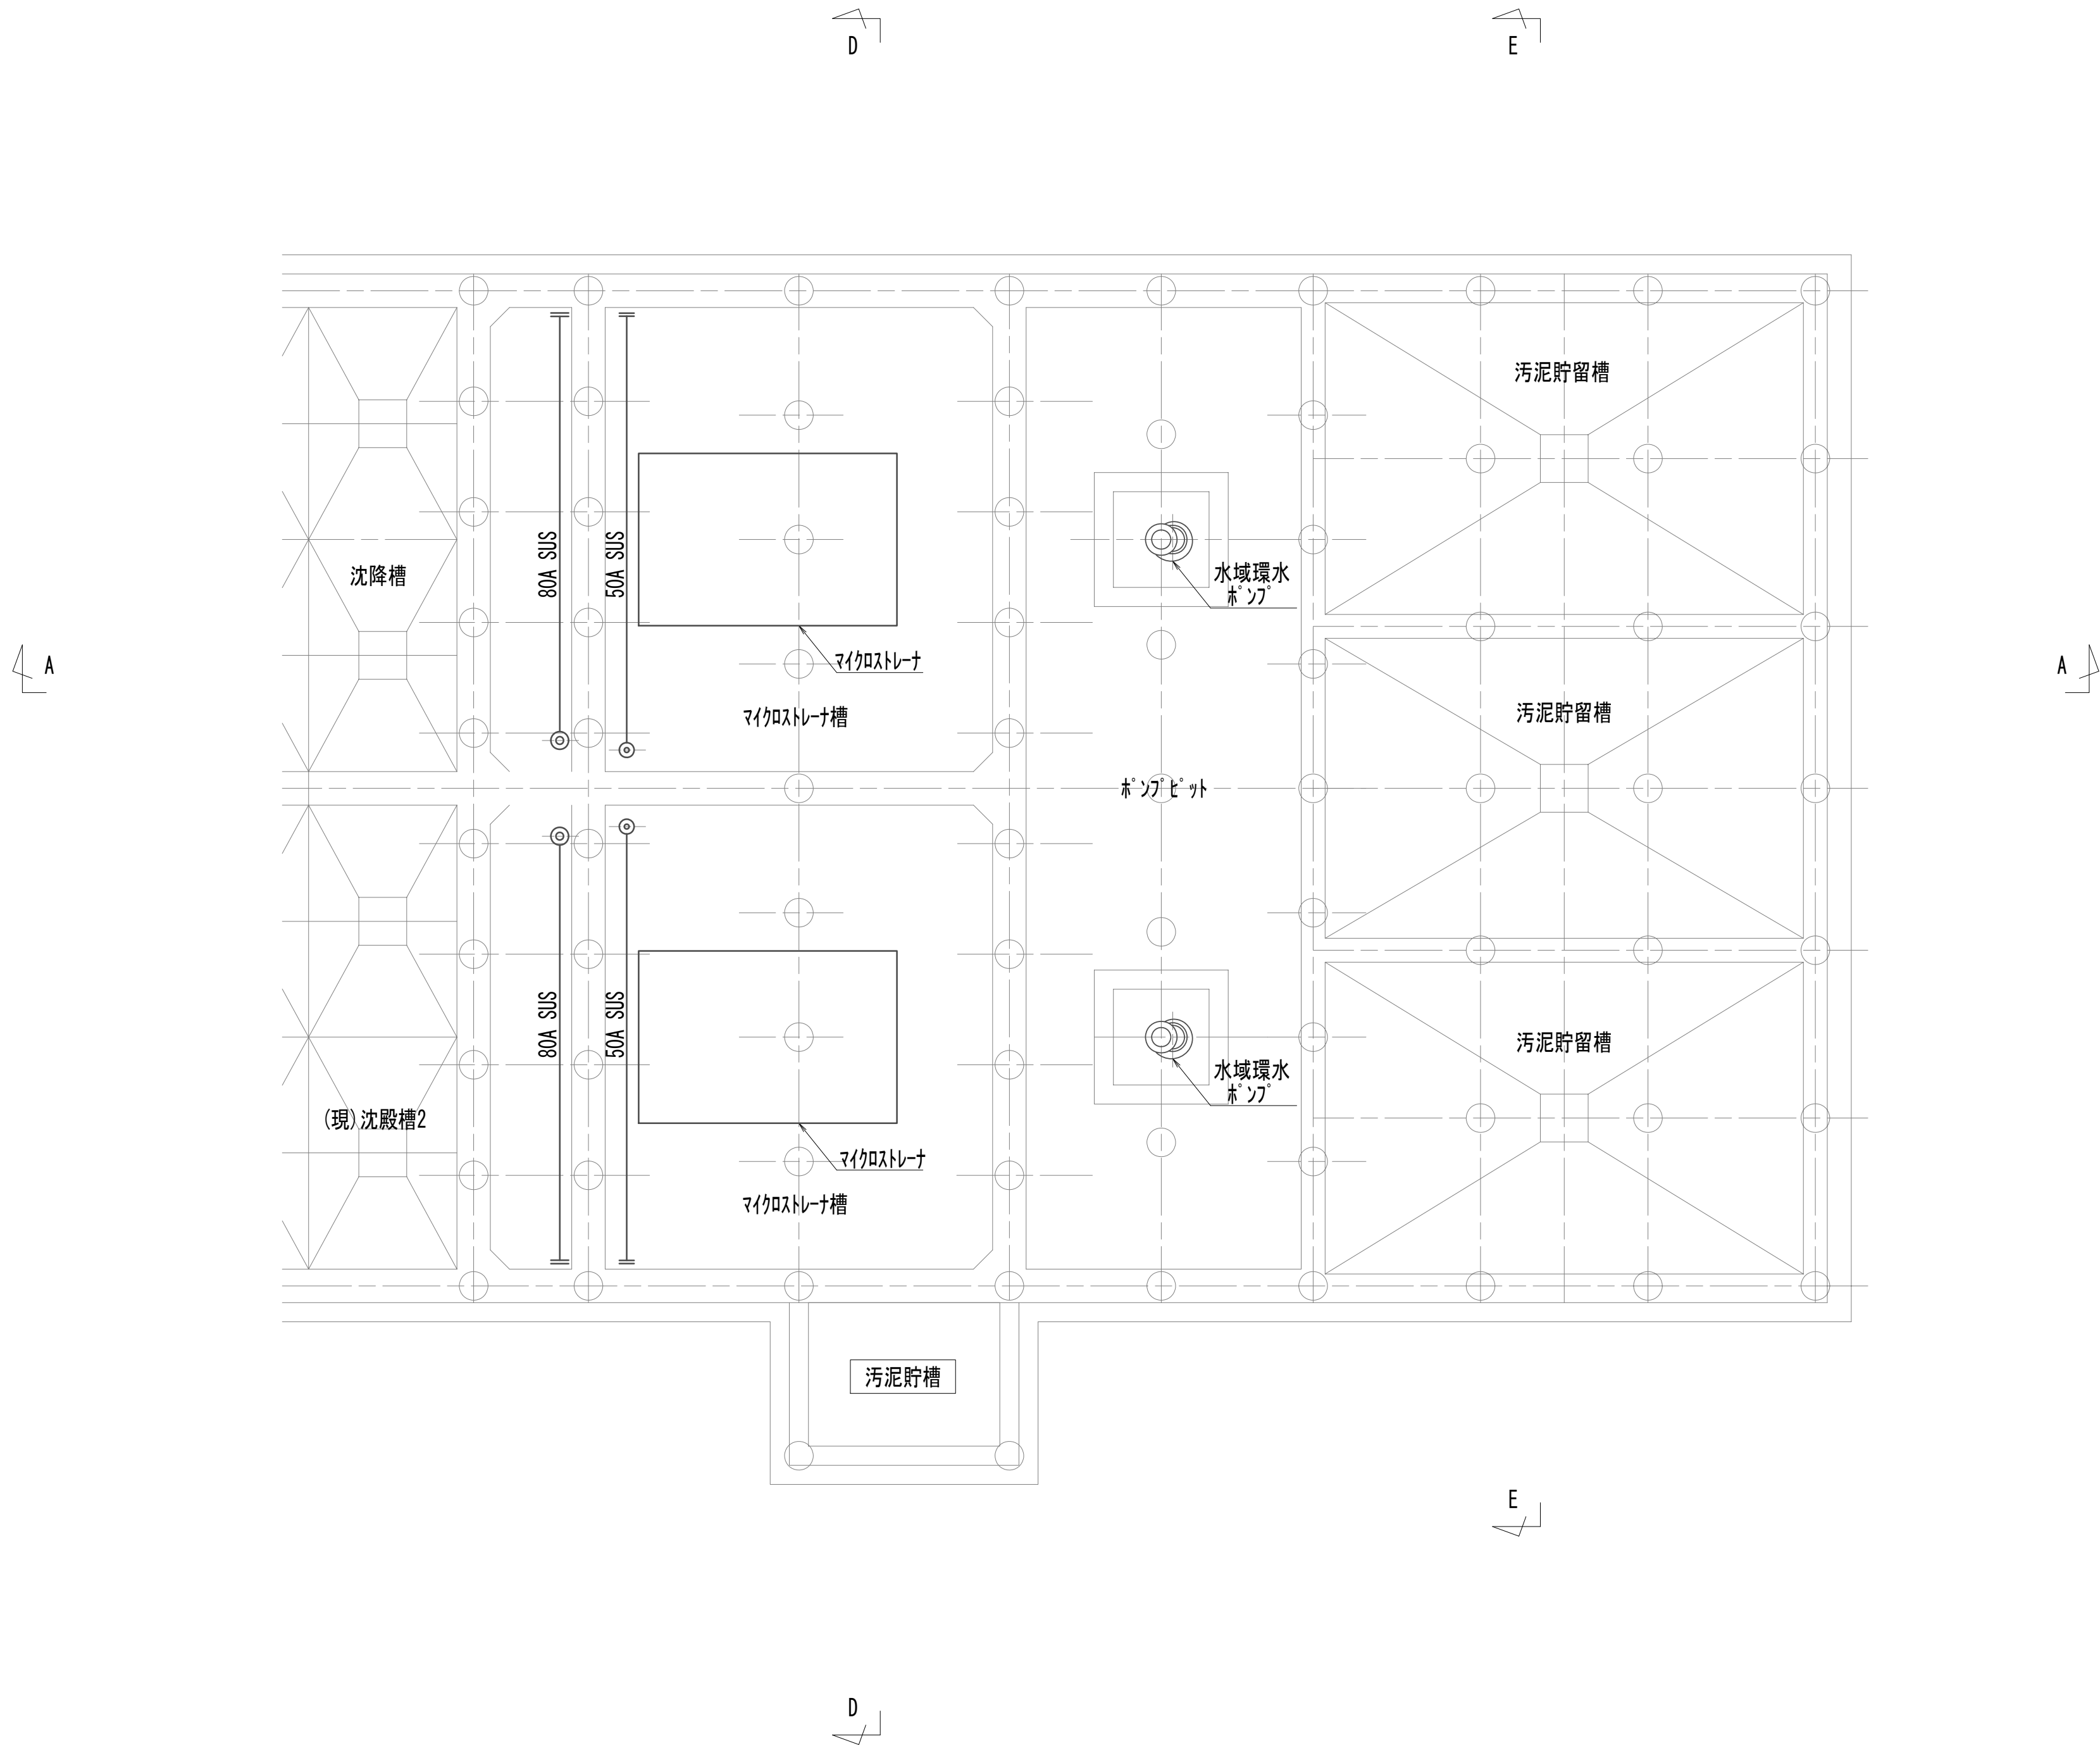 D
E
汚泥貯留槽
80A SUS
50A SUS
沈降槽
水域環水
ﾎﾟﾝﾌﾟ
A
ﾏｲｸﾛｽﾄﾚｰﾅ
A
ﾏｲｸﾛｽﾄﾚｰﾅ槽
汚泥貯留槽
ﾎﾟﾝﾌﾟﾋﾟｯﾄ
80A SUS
50A SUS
汚泥貯留槽
水域環水
ﾎﾟﾝﾌﾟ
(現)沈殿槽2
ﾏｲｸﾛｽﾄﾚｰﾅ
ﾏｲｸﾛｽﾄﾚｰﾅ槽
汚泥貯槽
E
D